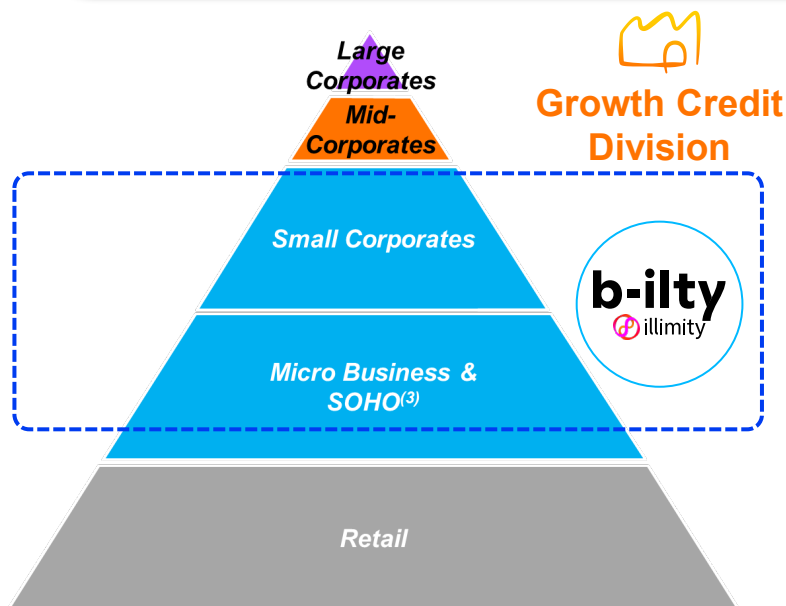 Large
Corporates
Mid-
Corporates
Growth Credit
Division
Small Corporates
b-ilty
illimity
Micro Business &
SOHO(3)
Retail